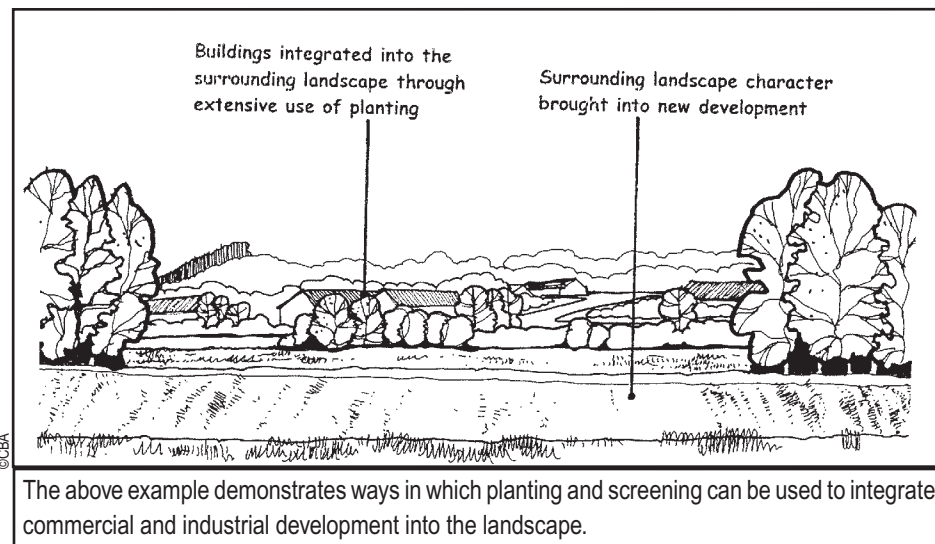 Buildings integrated into the
surrounding landscape through
extensive use of planting
Surrounding landscape character
brought into new development
©CBA
The above example demonstrates ways in which planting and screening can be used to integrate
commercial and industrial development into the landscape.